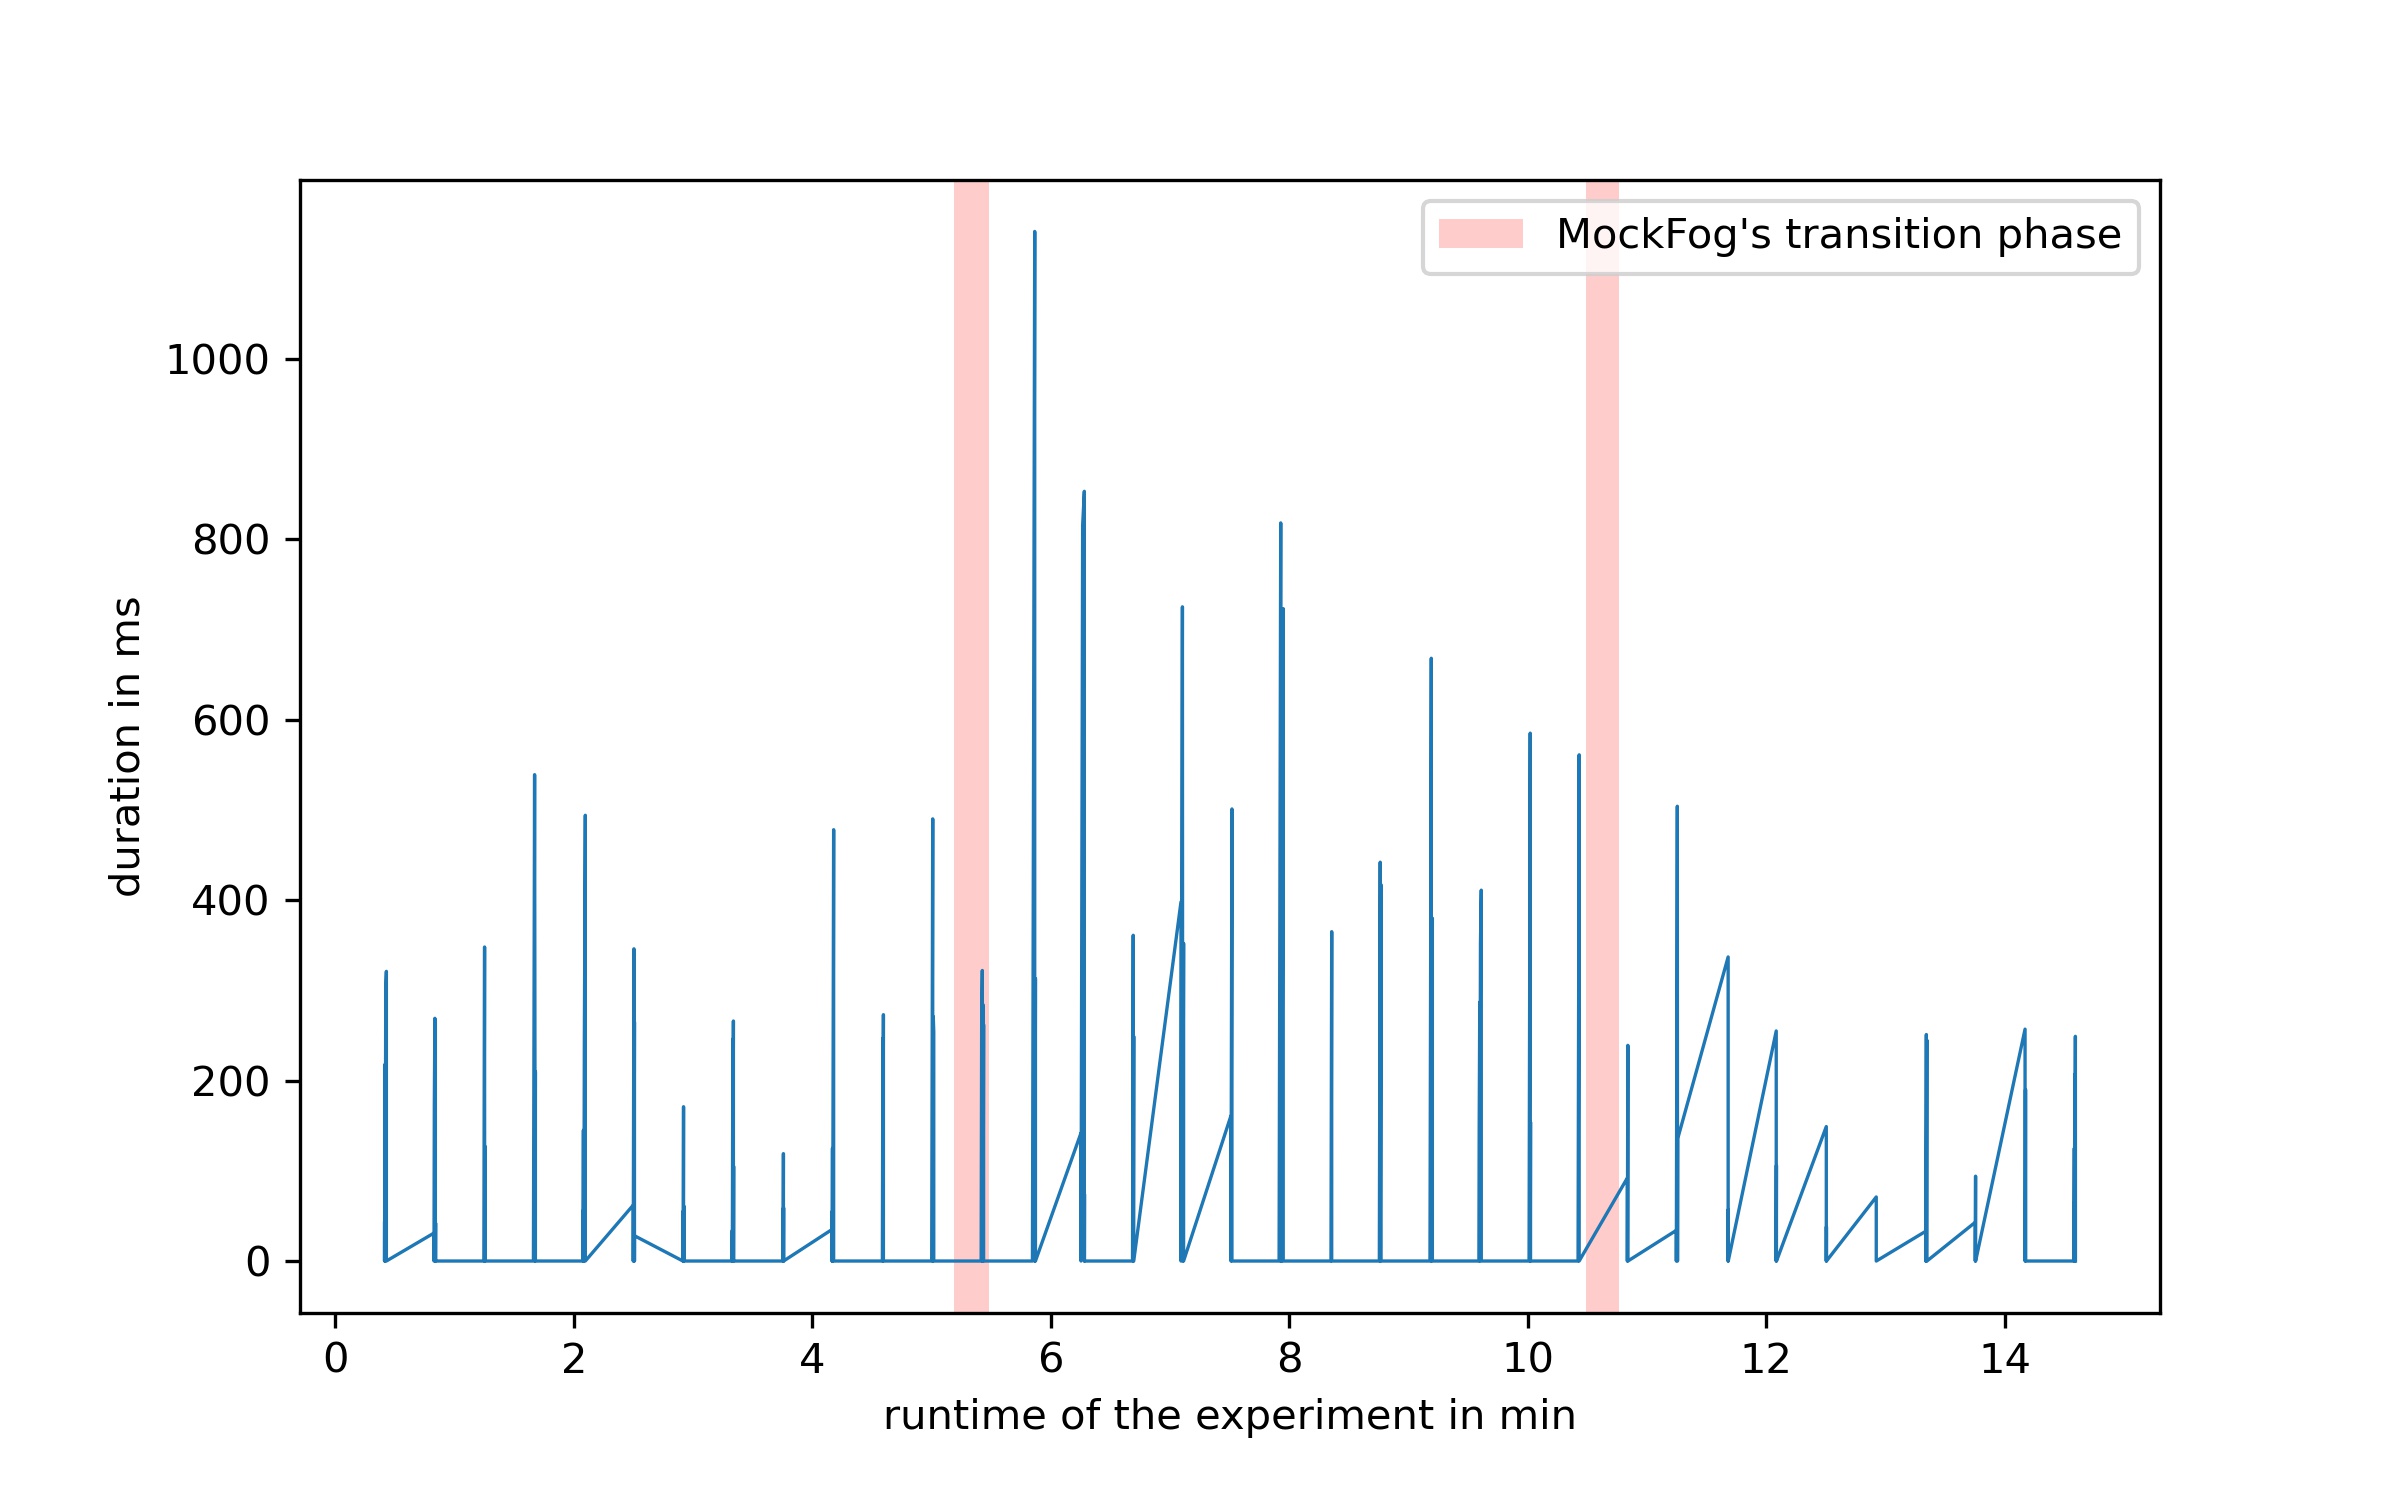 MockFog's transition phase
1000
800
600
400
200
0
duration in ms
0 2 4 6 8 10 12 14
runtime of the experiment in min